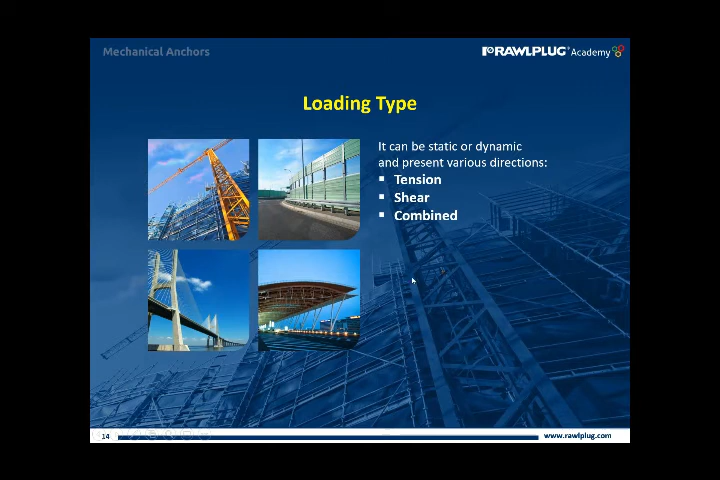 Mechanical Anchors
RAWLPLUG® Academy
Loading Type
It can be static or dynamic
and present various directions:
▪ Tension
▪ Shear
▪ Combined
14
www.rawlplug.com